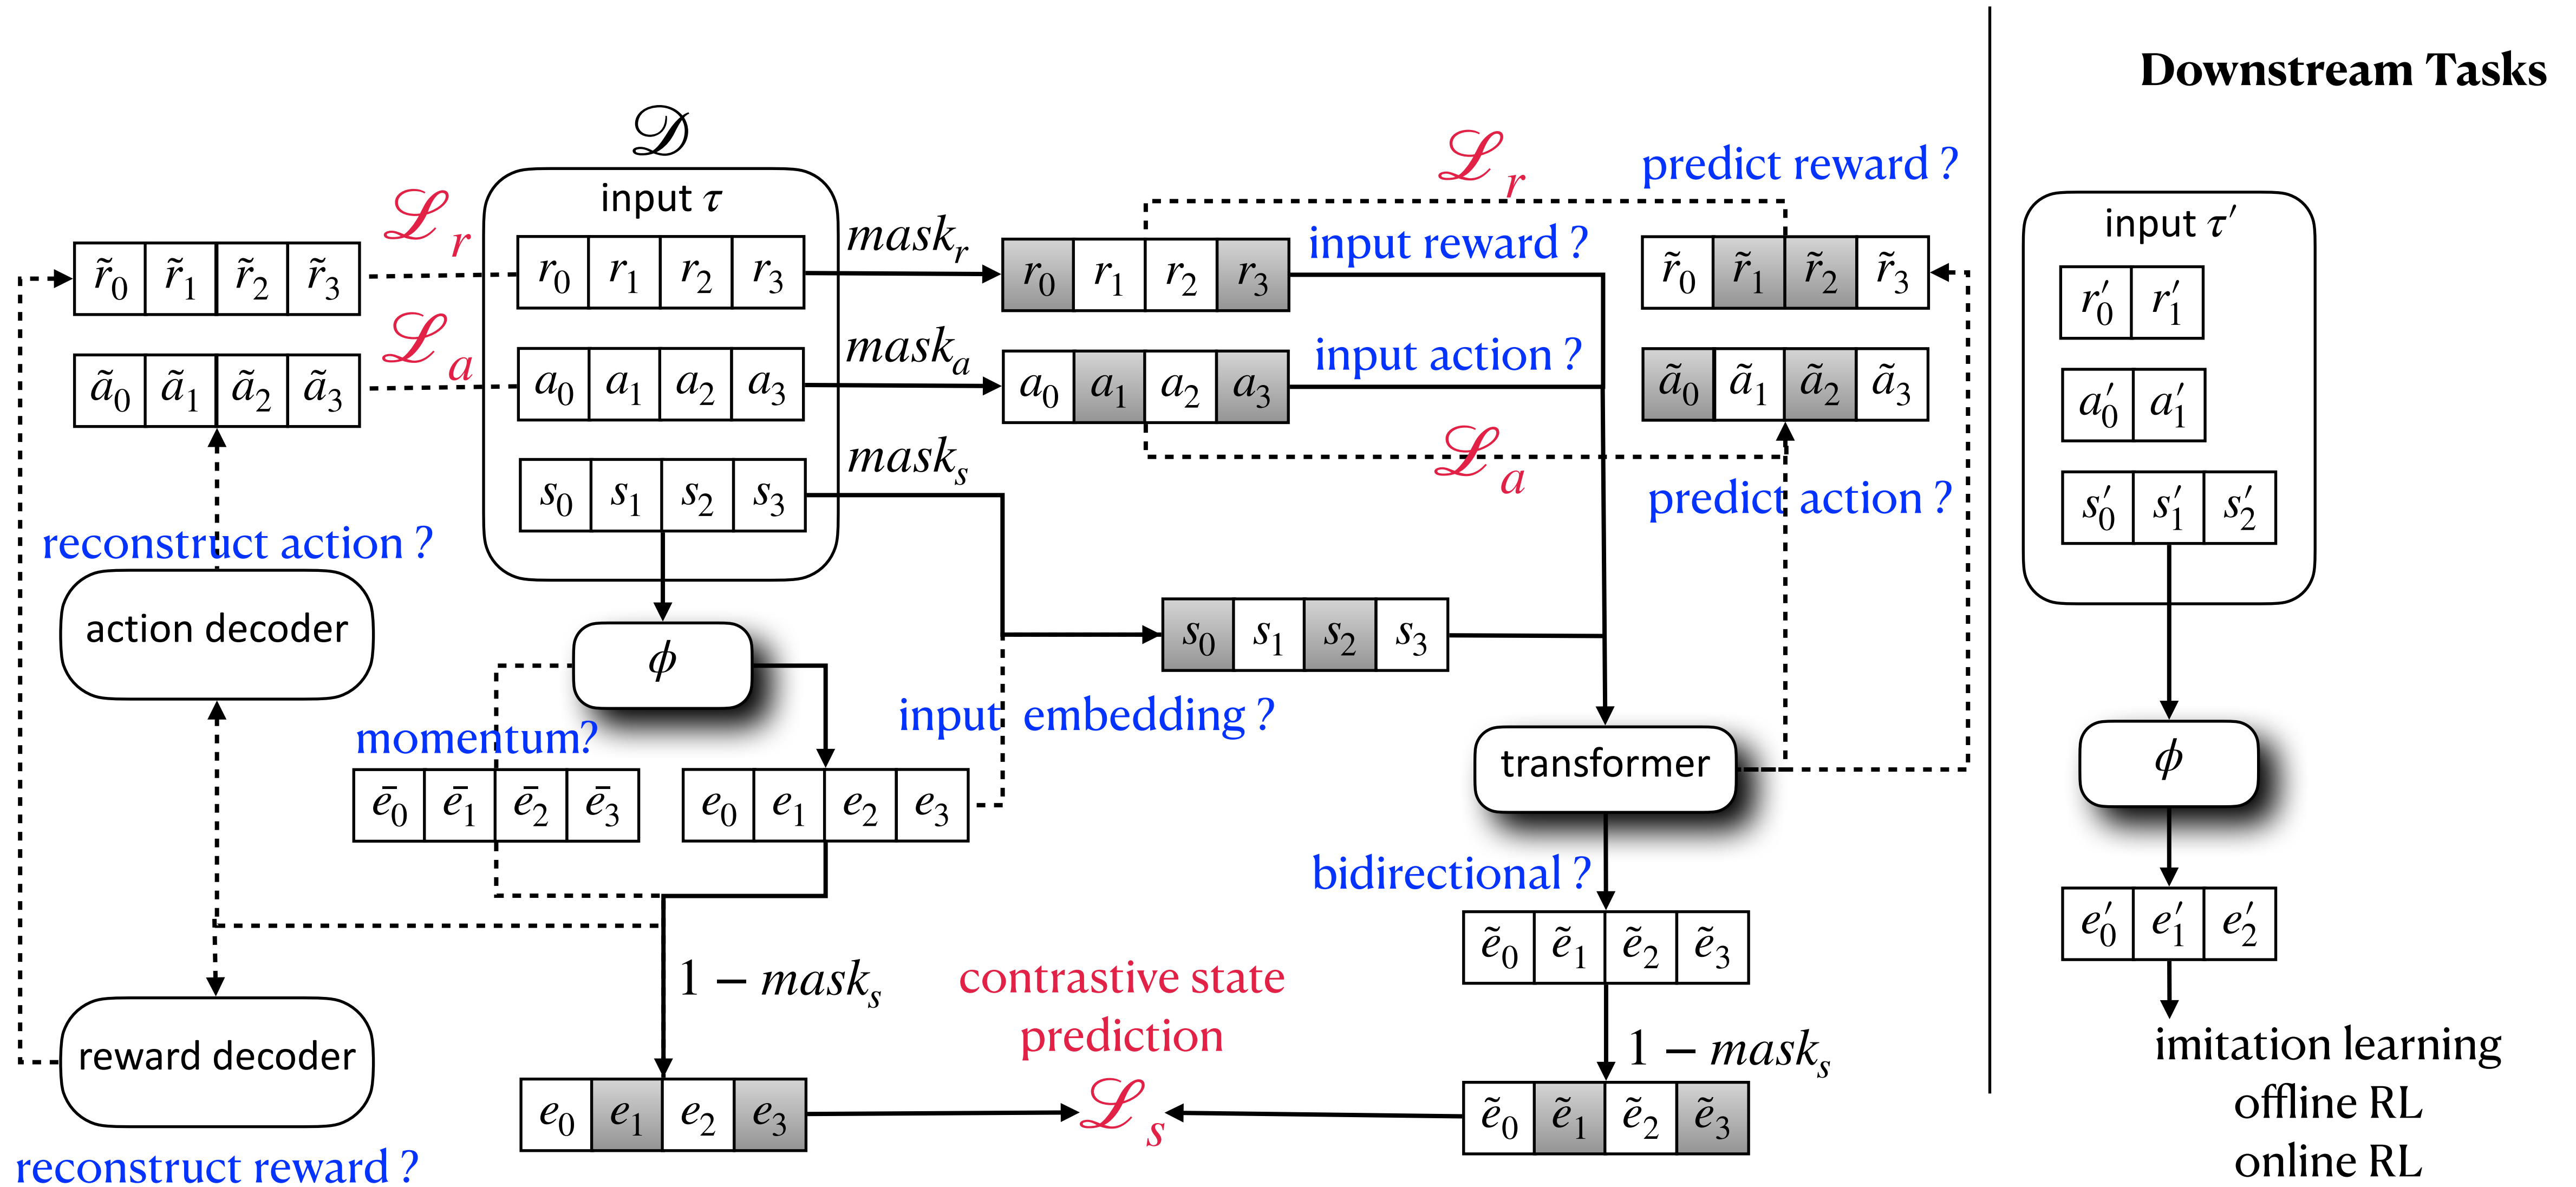 Downstream Tasks
𝒟
input τ
r₀ r₁ r₂ r₃
a₀ a₁ a₂ a₃
s₀ s₁ s₂ s₃
ℒ_r
ℒ_a
r̃₀ r̃₁ r̃₂ r̃₃
ã₀ ã₁ ã₂ ã₃
reconstruct action ?
action decoder
reward decoder
reconstruct reward ?
mask_r
mask_a
mask_s
r₀ r₁ r₂ r₃
a₀ a₁ a₂ a₃
input reward ?
input action ?
ℒ_r
ℒ_a
predict reward ?
r̃₀ r̃₁ r̃₂ r̃₃
ã₀ ã₁ ã₂ ã₃
predict action ?
s₀ s₁ s₂ s₃
ϕ
momentum?
input embedding ?
ē₀ ē₁ ē₂ ē₃
e₀ e₁ e₂ e₃
1 − mask_s
e₀ e₁ e₂ e₃
contrastive state
prediction
ℒ_s
transformer
bidirectional ?
ẽ₀ ẽ₁ ẽ₂ ẽ₃
1 − mask_s
ẽ₀ ẽ₁ ẽ₂ ẽ₃
input τ′
r′₀ r′₁
a′₀ a′₁
s′₀ s′₁ s′₂
ϕ
e′₀ e′₁ e′₂
imitation learning
offline RL
online RL